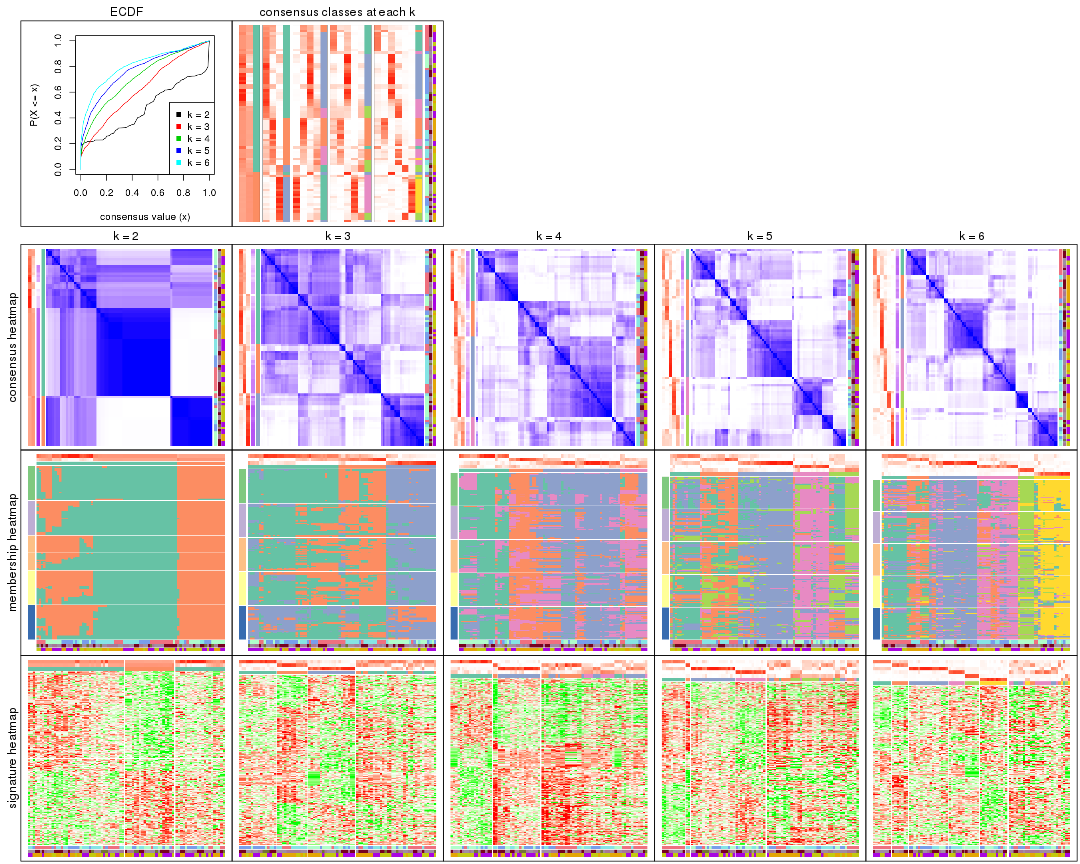 ECDF
consensus classes at each k
P(X <= x)
0.0 0.2 0.4 0.6 0.8 1.0
k = 2
k = 3
k = 4
k = 5
k = 6
0.0 0.2 0.4 0.6 0.8 1.0
consensus value (x)
k = 2 k = 3 k = 4 k = 5 k = 6
consensus heatmap
membership heatmap
signature heatmap